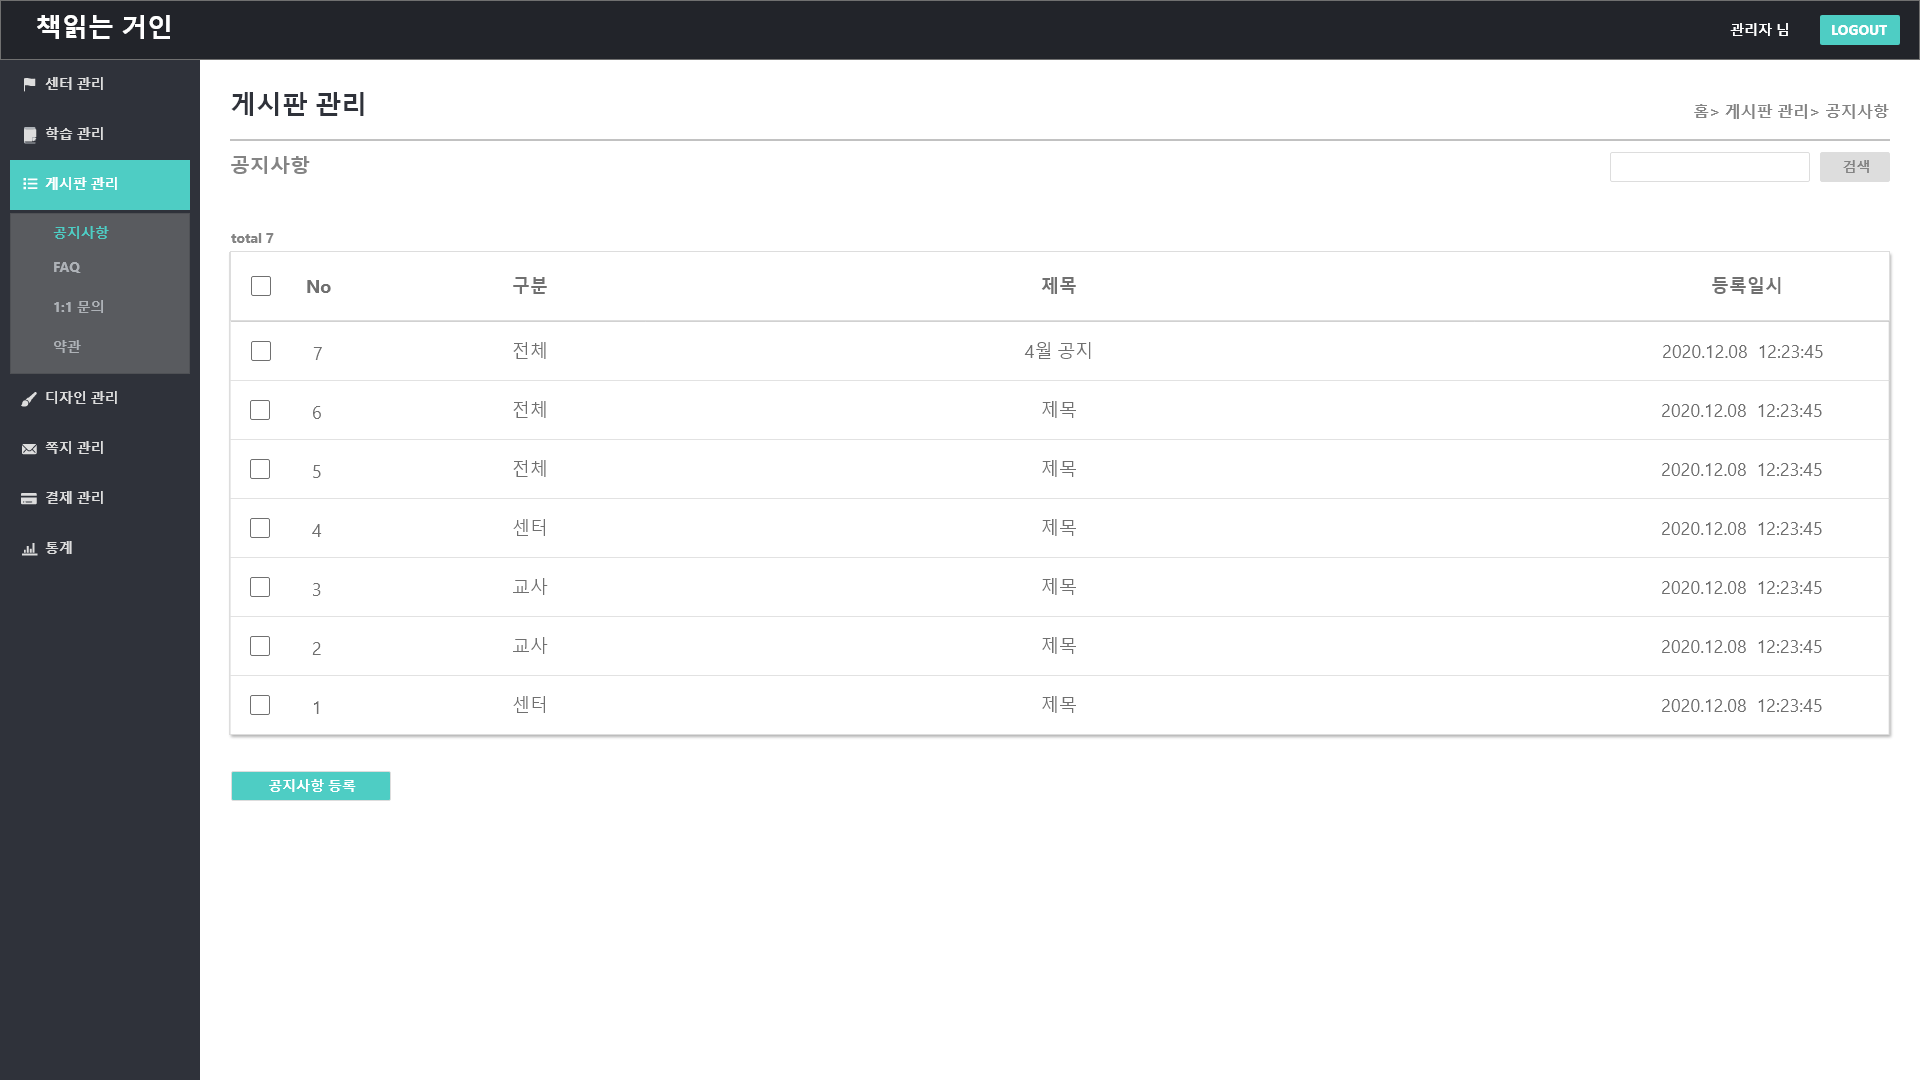 책읽는 거인
관리자 님
LOGOUT
센터 관리
학습 관리
게시판 관리
공지사항
FAQ
1:1 문의
약관
디자인 관리
쪽지 관리
결제 관리
통계
게시판 관리
홈> 게시판 관리> 공지사항
공지사항
검색
total 7
No 구분 제목 등록일시
7 전체 4월 공지 2020.12.08 12:23:45
6 전체 제목 2020.12.08 12:23:45
5 전체 제목 2020.12.08 12:23:45
4 센터 제목 2020.12.08 12:23:45
3 교사 제목 2020.12.08 12:23:45
2 교사 제목 2020.12.08 12:23:45
1 센터 제목 2020.12.08 12:23:45
공지사항 등록